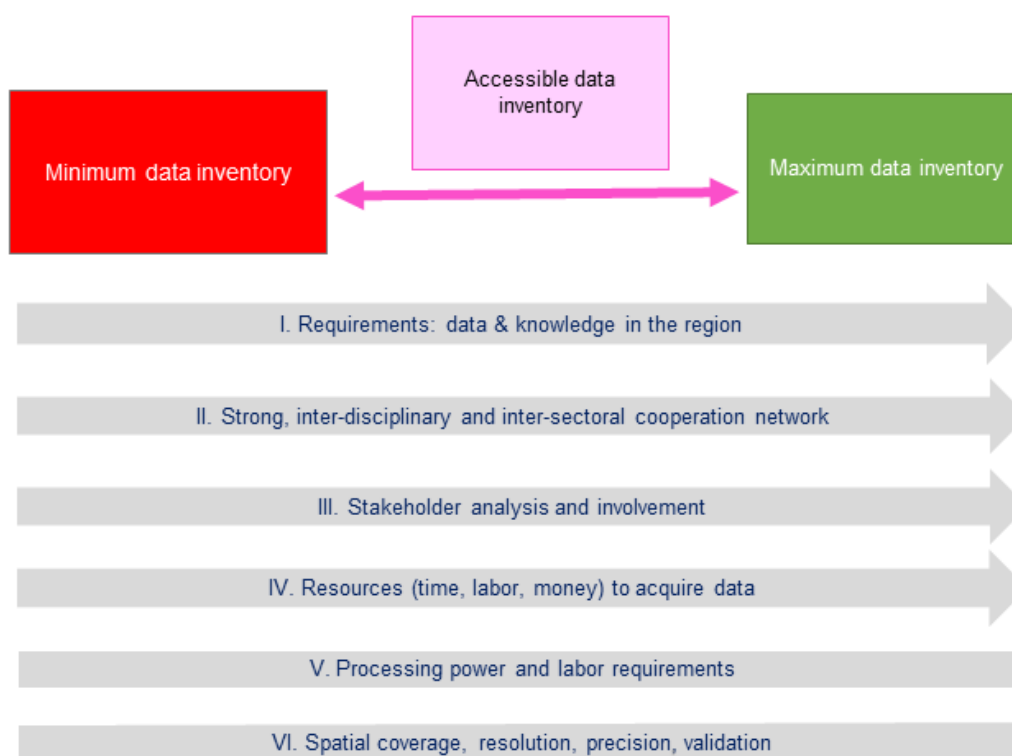 Accessible data
inventory
Minimum data inventory
Maximum data inventory
I. Requirements: data & knowledge in the region
II. Strong, inter-disciplinary and inter-sectoral cooperation network
III. Stakeholder analysis and involvement
IV. Resources (time, labor, money) to acquire data
V. Processing power and labor requirements
VI. Spatial coverage, resolution, precision, validation